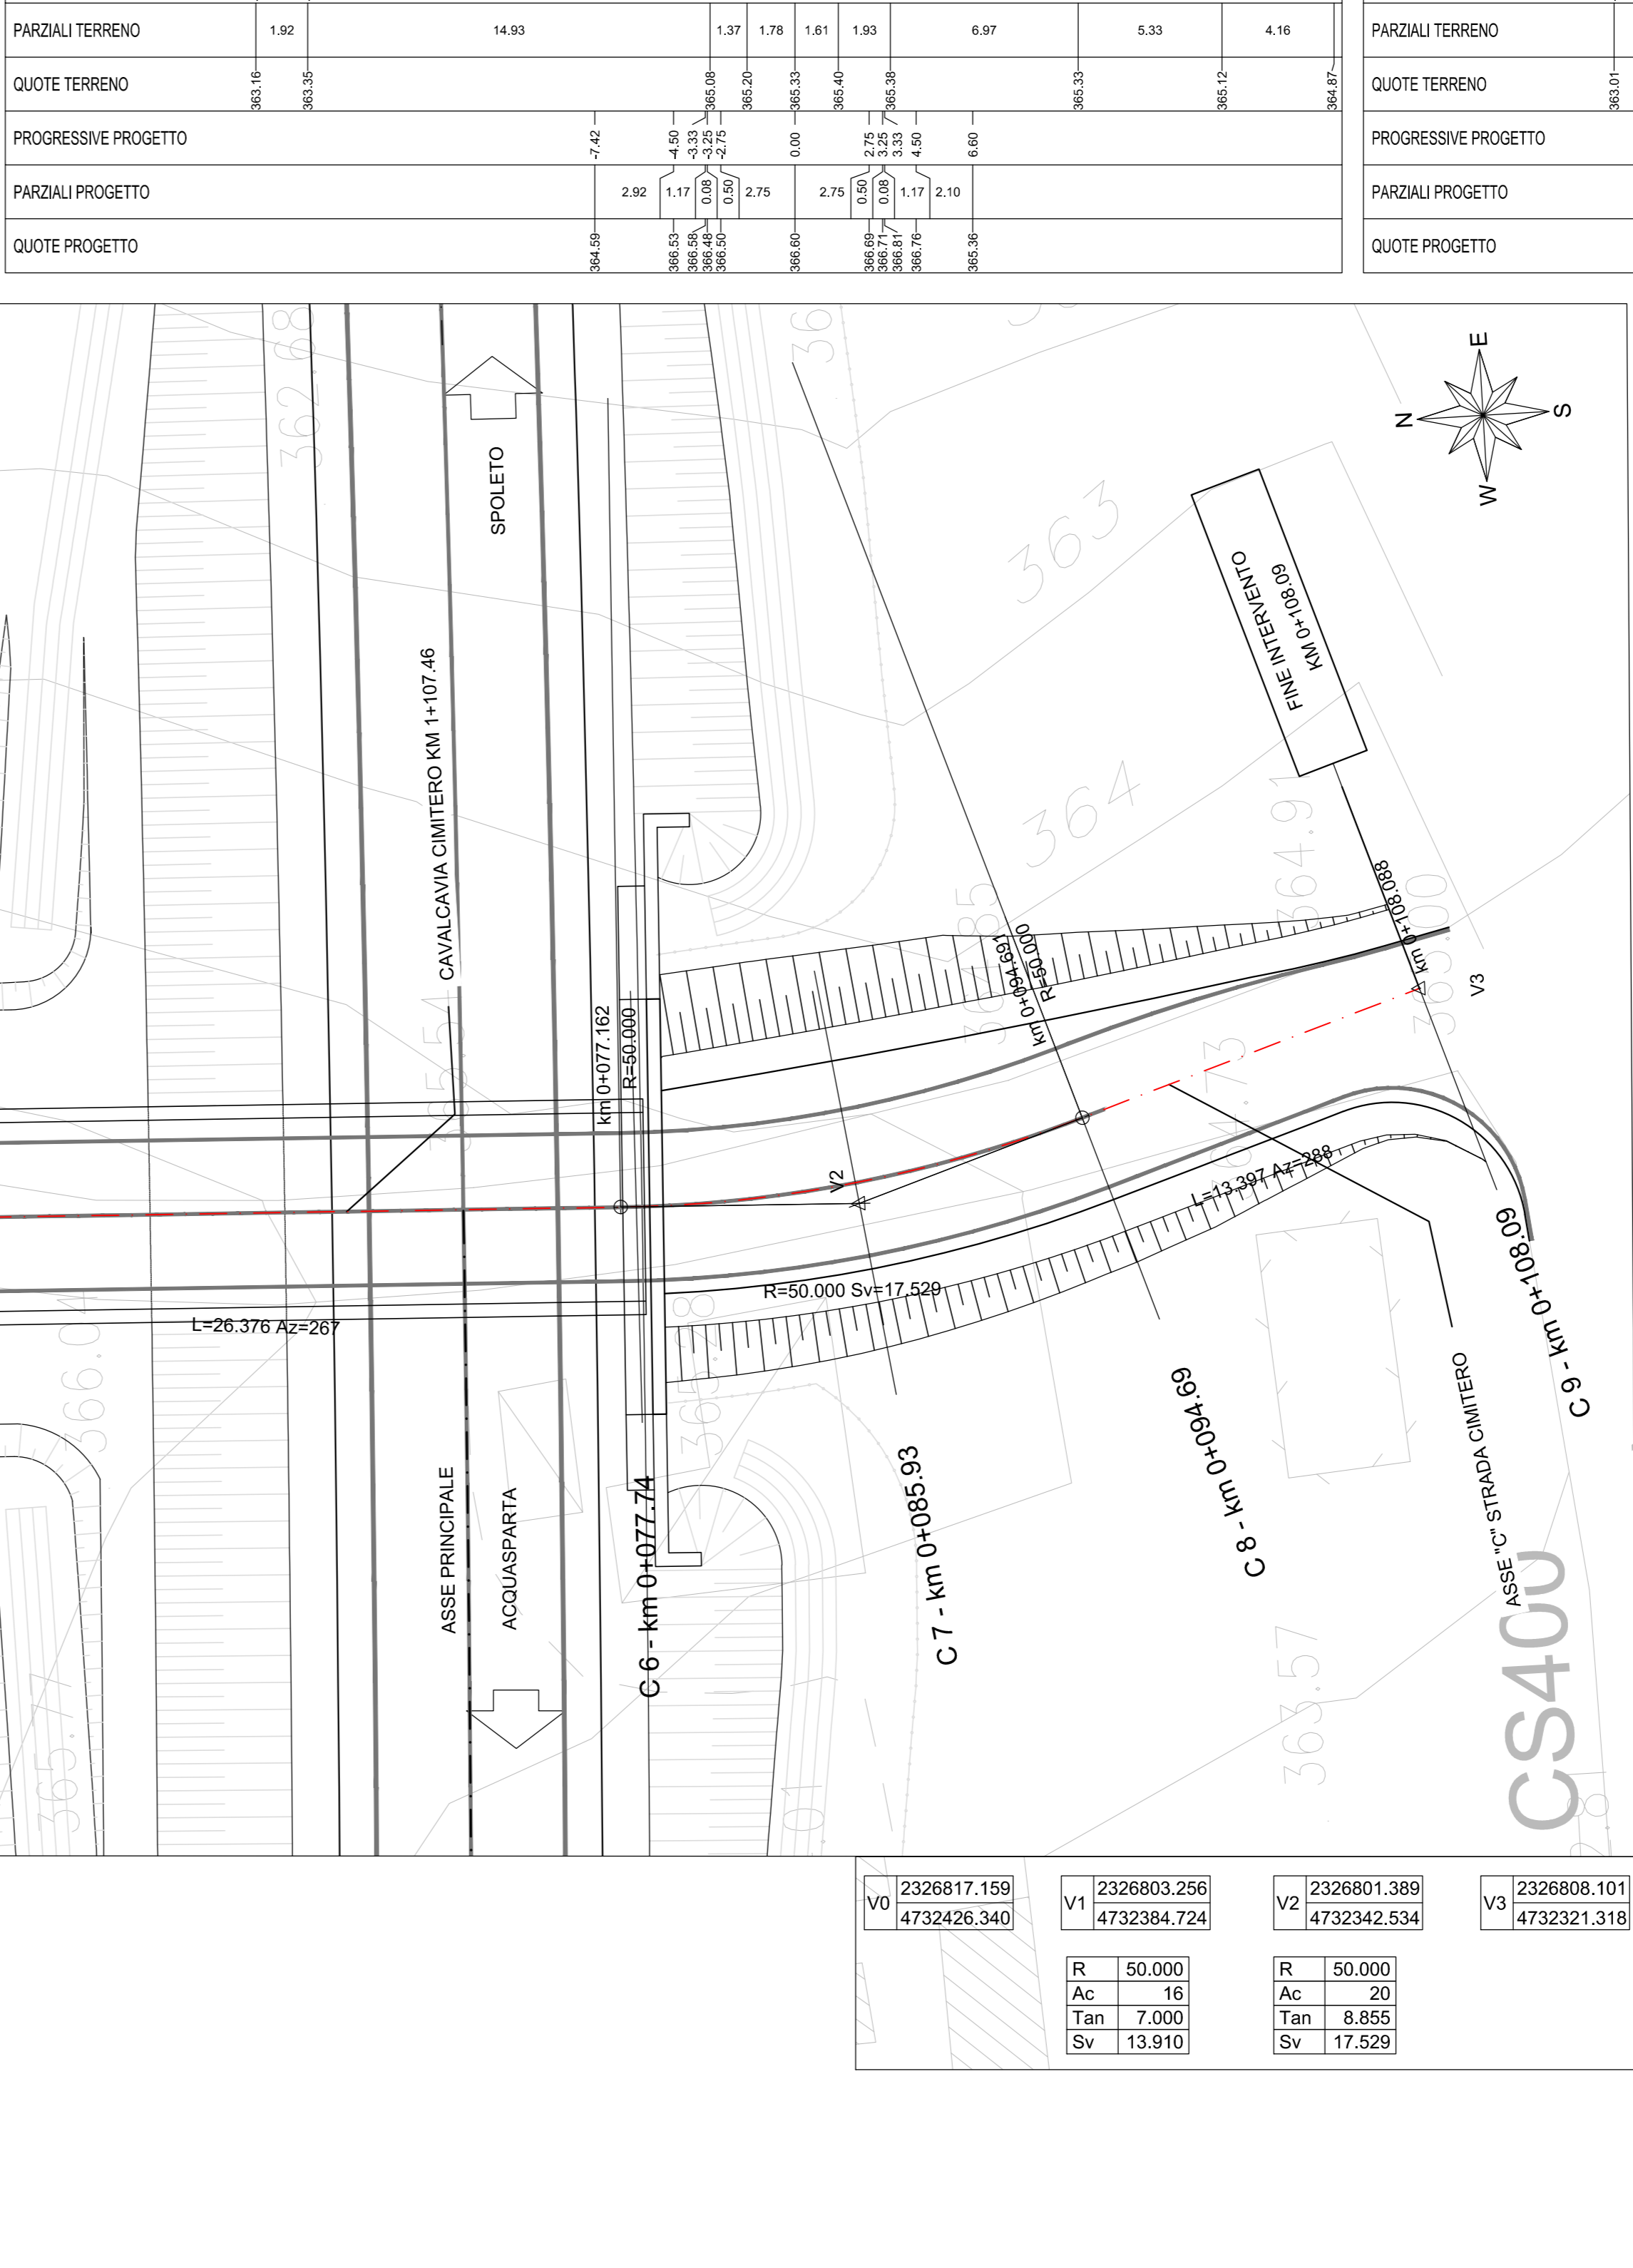 PARZIALI TERRENO 1.92 14.93 1.37 1.78 1.61 1.93 6.97 5.33 4.16
QUOTE TERRENO 363.16 363.35 365.08 365.20 365.33 365.40 365.38 365.33 365.12 364.87
PROGRESSIVE PROGETTO -7.42 -4.50 -3.33 -3.25 -2.75 0.00 2.75 3.25 3.33 4.50 6.60
PARZIALI PROGETTO 2.92 1.17 0.08 0.50 2.75 2.75 0.50 0.08 1.17 2.10
QUOTE PROGETTO 364.59 366.53 366.58 366.48 366.50 366.60 366.69 366.71 366.81 366.76 365.36
PARZIALI TERRENO
QUOTE TERRENO 363.01
PROGRESSIVE PROGETTO
PARZIALI PROGETTO
QUOTE PROGETTO
362.68
SPOLETO
N
E
S
W
363
FINE INTERVENTO
KM 0+108.09
CAVALCAVIA CIMITERO KM 1+107.46
364
364.91
km 0+077.162
R=50.000
km 0+094.691
R=50.000
km 0+108.088
V3
V2
L=13.397 Az=288
R=50.000 Sv=17.529
L=26.376 Az=267
365.28
ASSE PRINCIPALE
ACQUASPARTA
C 6 - km 0+077.74
C 7 - km 0+085.93
C 8 - km 0+094.69
C 9 - km 0+108.09
ASSE "C" STRADA CIMITERO
363.57
CS400
V0 2326817.159
4732426.340
V1 2326803.256
4732384.724
V2 2326801.389
4732342.534
V3 2326808.101
4732321.318
R 50.000
Ac 16
Tan 7.000
Sv 13.910
R 50.000
Ac 20
Tan 8.855
Sv 17.529